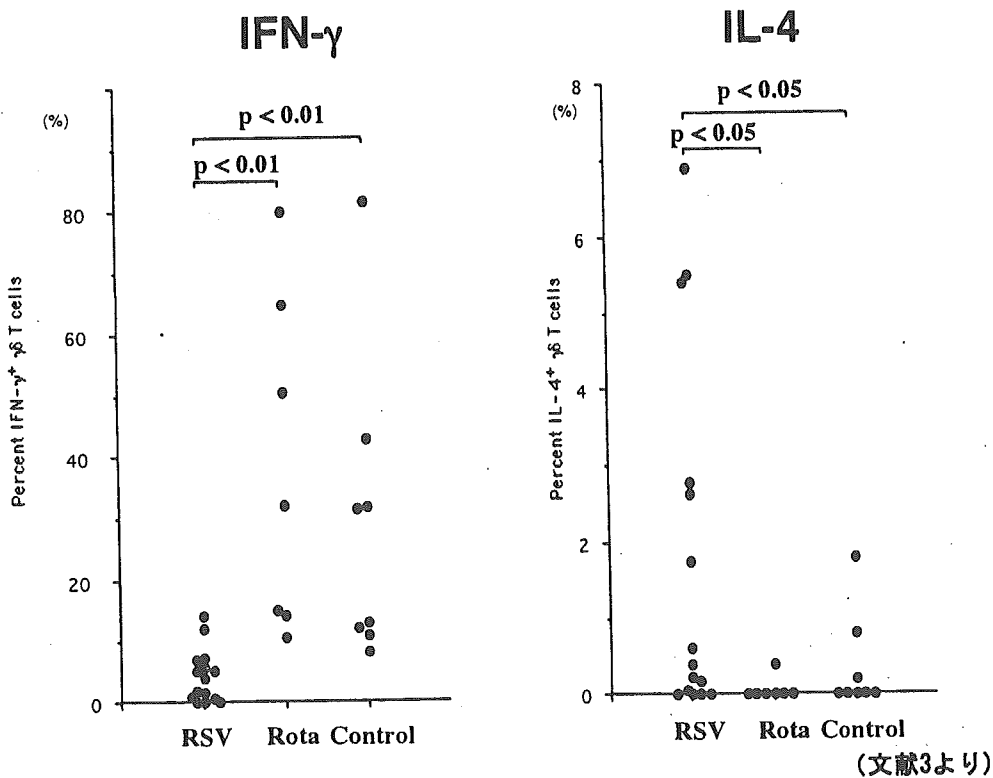 IFN-γ
(%)
p < 0.01
p < 0.01
80
60
40
20
0
Percent IFN-γ⁺ γδ T cells
RSV Rota Control
IL-4
8
(%)
p < 0.05
p < 0.05
6
4
2
0
Percent IL-4⁺ γδ T cells
RSV Rota Control
(文献3より)